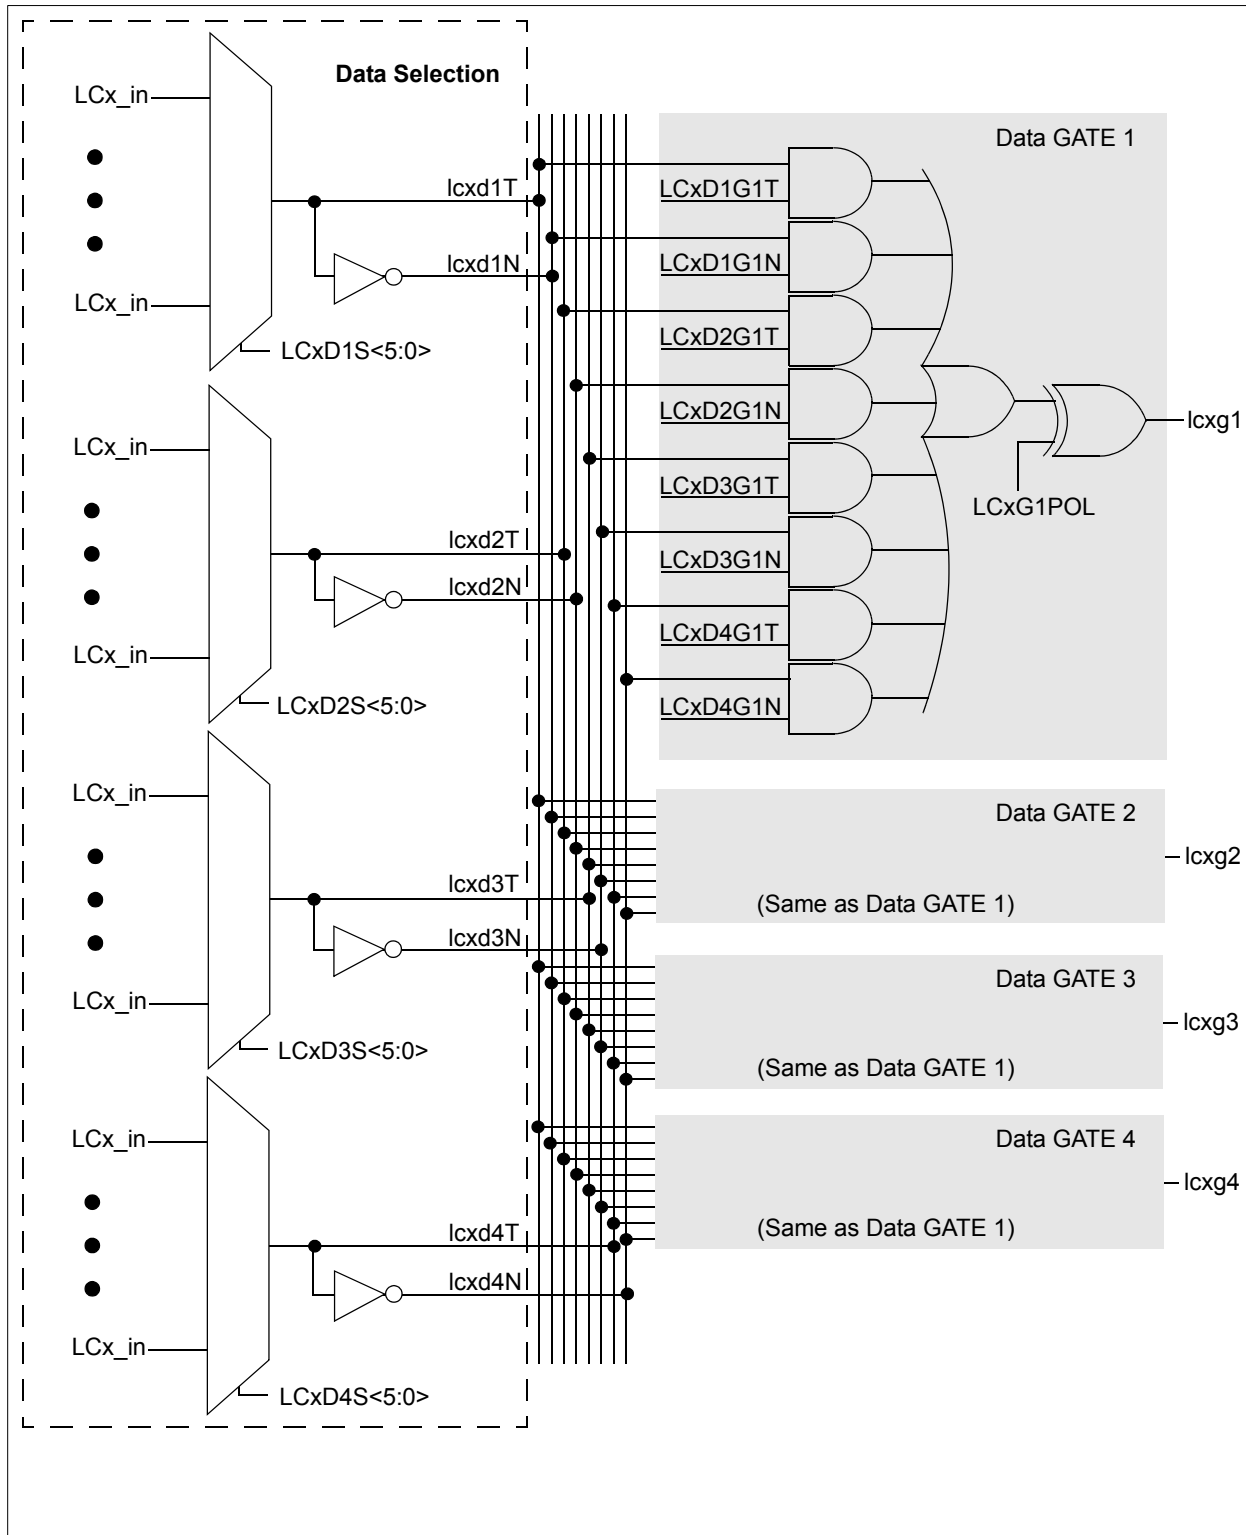 Data Selection
LCx_in
LCx_in
lcxd1T
lcxd1N
LCxD1S<5:0>
LCx_in
LCx_in
lcxd2T
lcxd2N
LCxD2S<5:0>
LCx_in
LCx_in
lcxd3T
lcxd3N
LCxD3S<5:0>
LCx_in
LCx_in
lcxd4T
lcxd4N
LCxD4S<5:0>
Data GATE 1
LCxD1G1T
LCxD1G1N
LCxD2G1T
LCxD2G1N
LCxD3G1T
LCxD3G1N
LCxD4G1T
LCxD4G1N
LCxG1POL
lcxg1
Data GATE 2
(Same as Data GATE 1)
lcxg2
Data GATE 3
(Same as Data GATE 1)
lcxg3
Data GATE 4
(Same as Data GATE 1)
lcxg4